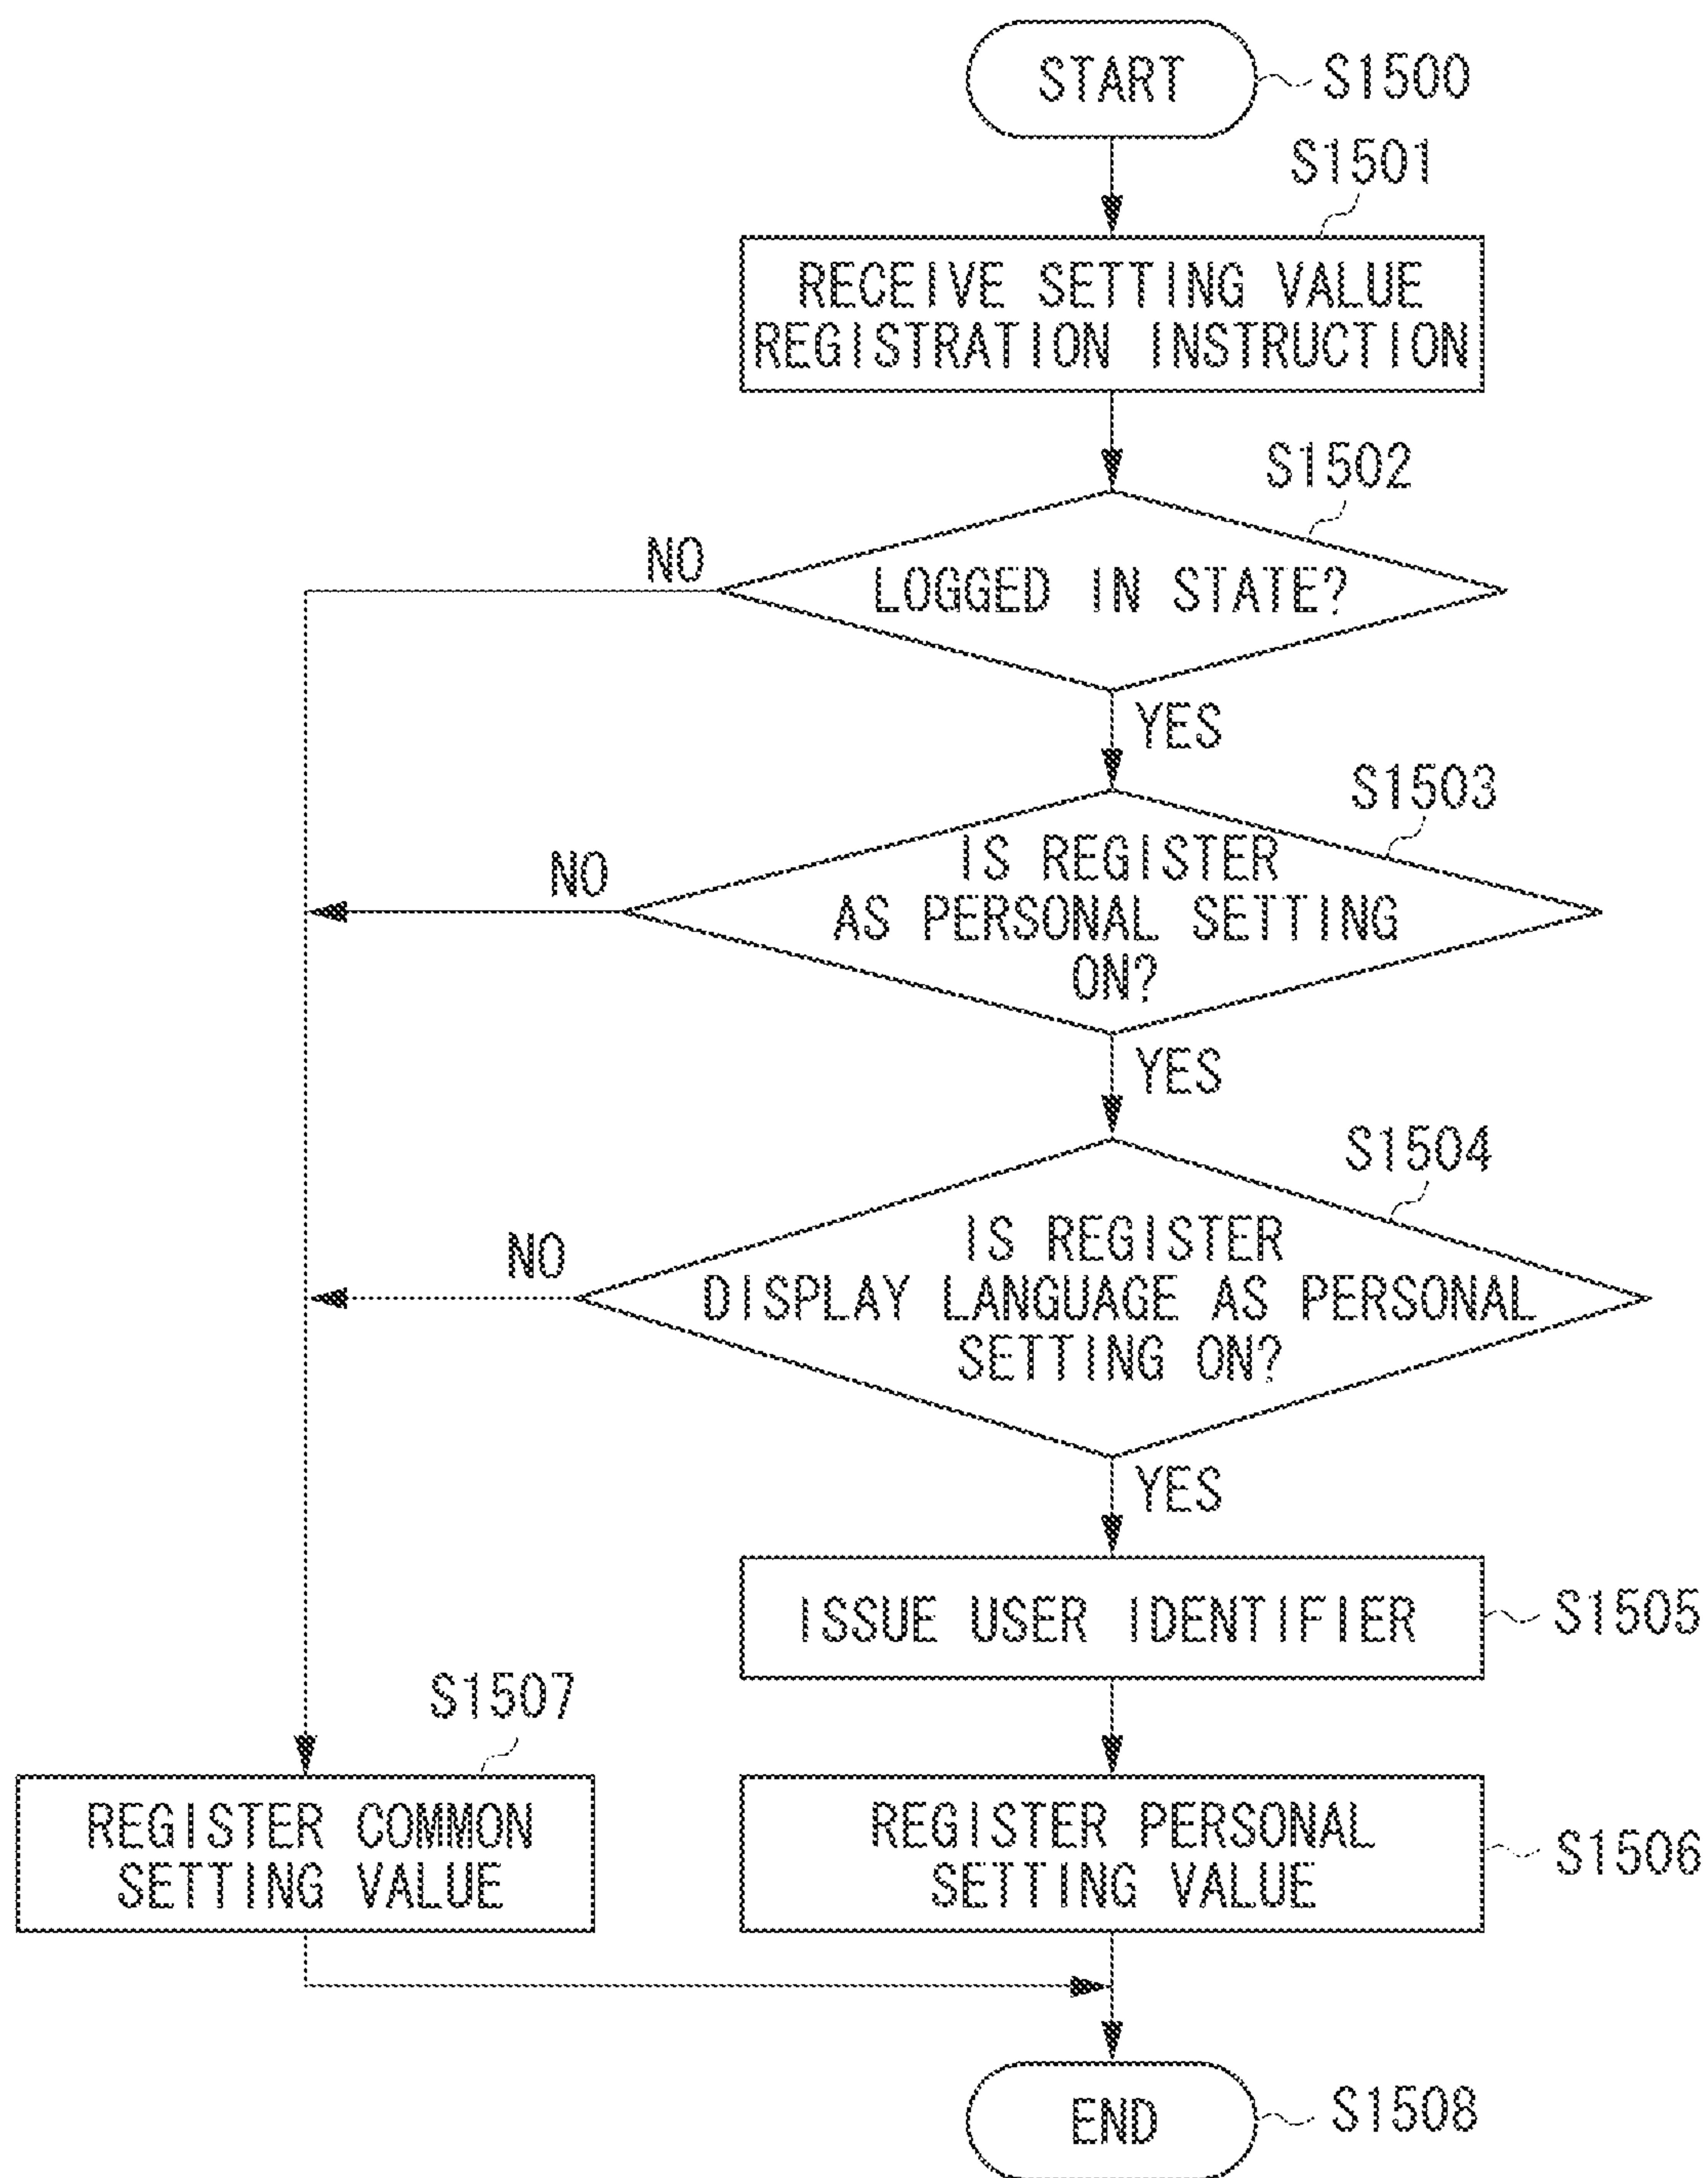 START
S1500
S1501
RECEIVE SETTING VALUE
REGISTRATION INSTRUCTION
S1502
NO
LOGGED IN STATE?
YES
S1503
NO
IS REGISTER
AS PERSONAL SETTING
ON?
YES
S1504
NO
IS REGISTER
DISPLAY LANGUAGE AS PERSONAL
SETTING ON?
YES
ISSUE USER IDENTIFIER
S1505
S1507
REGISTER COMMON
SETTING VALUE
REGISTER PERSONAL
SETTING VALUE
S1506
END
S1508